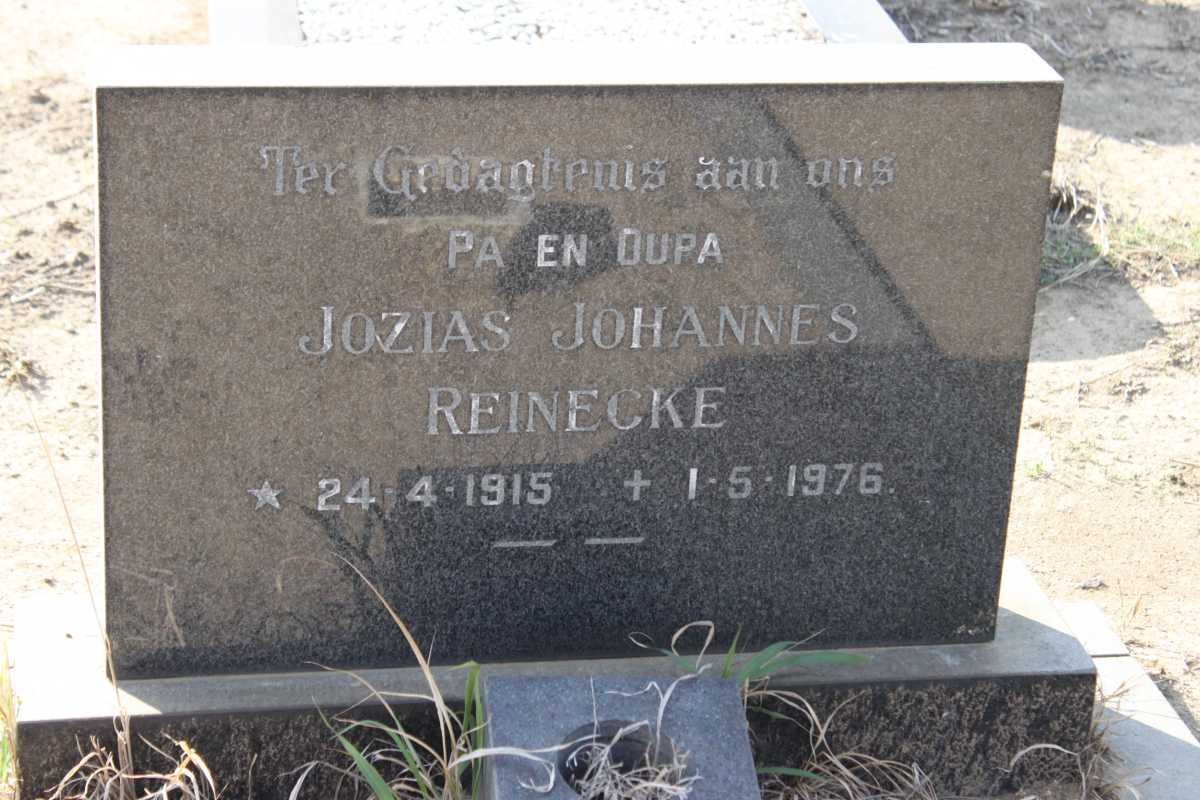 Ter Gedagtenis aan ons
PA EN OUPA
JOZIAS JOHANNES
REINECKE
☆ 24-4-1915 ✝ 1-5-1976.